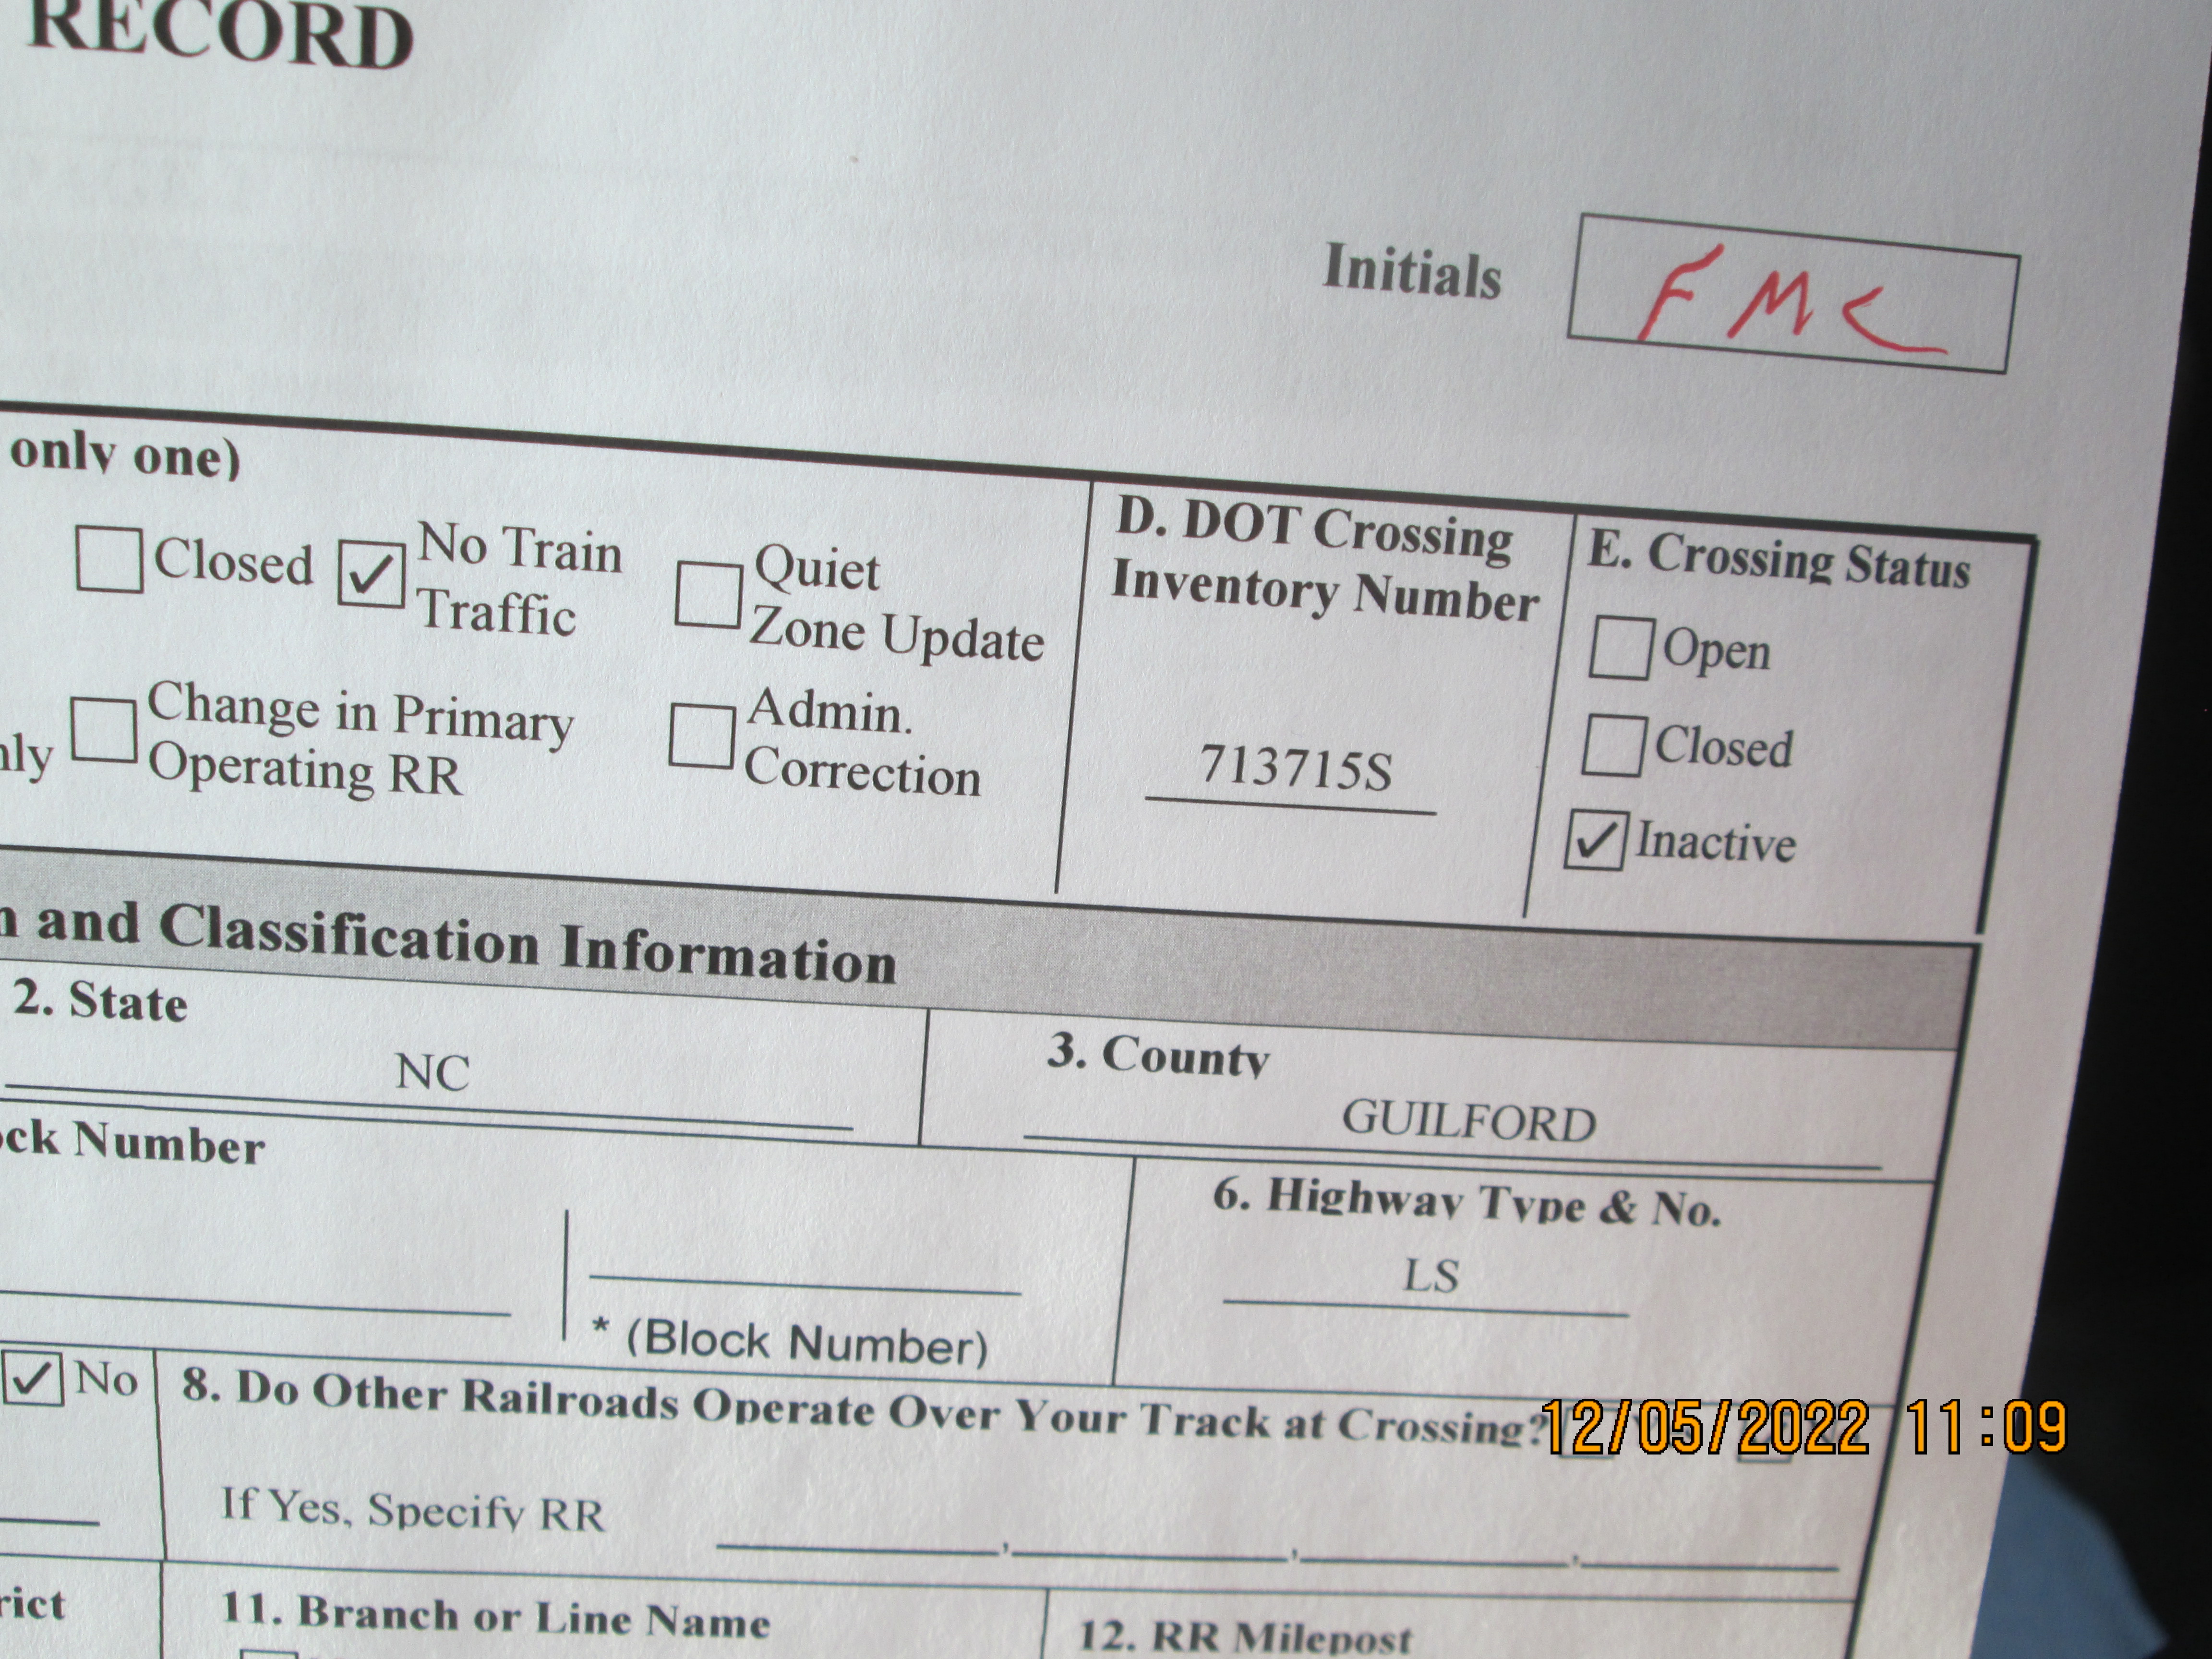 RECORD
Initials FMC
only one)
Closed ✓ No Train Traffic
Quiet Zone Update
Change in Primary Operating RR
Admin. Correction
D. DOT Crossing Inventory Number
713715S
E. Crossing Status
Open
Closed
✓ Inactive
and Classification Information
2. State
NC
3. County
GUILFORD
ck Number
* (Block Number)
6. Highway Type & No.
LS
✓ No
8. Do Other Railroads Operate Over Your Track at Crossing?
If Yes, Specify RR
12/05/2022 11:09
rict
11. Branch or Line Name
12. RR Milepost